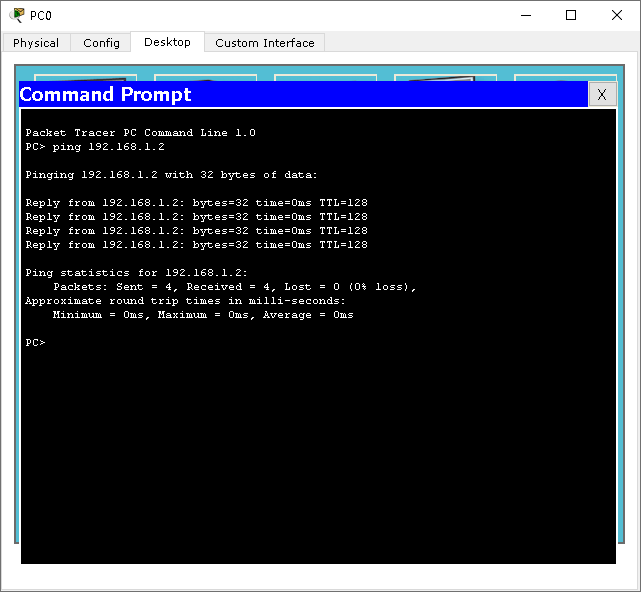 PC0
Physical Config Desktop Custom Interface
Command Prompt X
Packet Tracer PC Command Line 1.0
PC> ping 192.168.1.2
Pinging 192.168.1.2 with 32 bytes of data:
Reply from 192.168.1.2: bytes=32 time=0ms TTL=128
Reply from 192.168.1.2: bytes=32 time=0ms TTL=128
Reply from 192.168.1.2: bytes=32 time=0ms TTL=128
Reply from 192.168.1.2: bytes=32 time=0ms TTL=128
Ping statistics for 192.168.1.2:
Packets: Sent = 4, Received = 4, Lost = 0 (0% loss),
Approximate round trip times in milli-seconds:
Minimum = 0ms, Maximum = 0ms, Average = 0ms
PC>